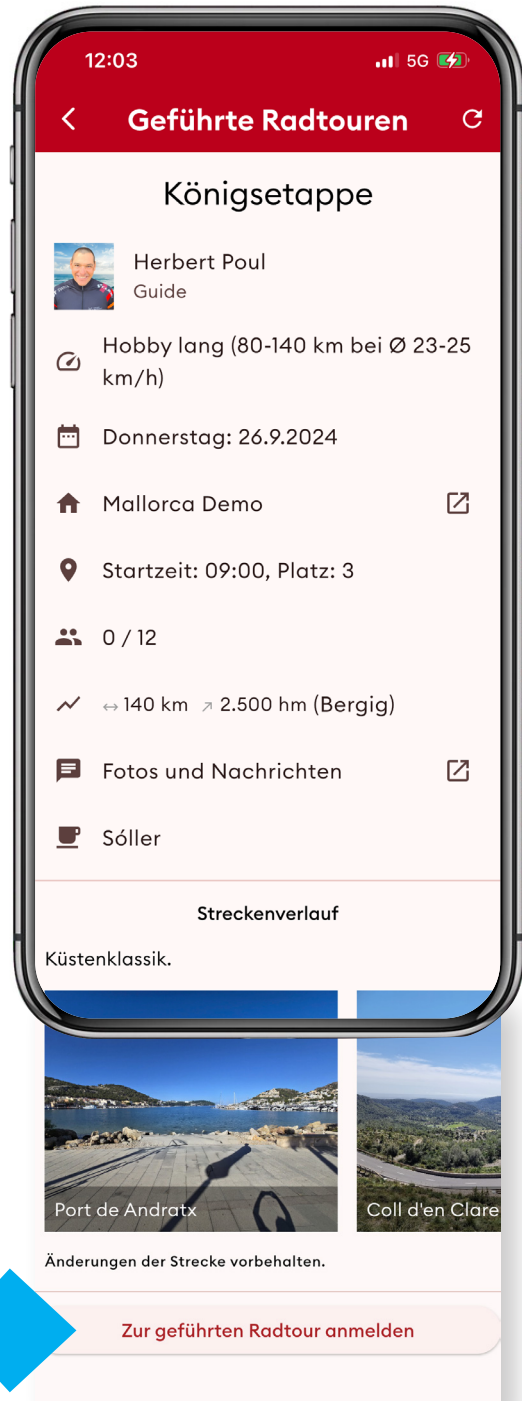 12:03
5G
Geführte Radtouren
Königsetappe
Herbert Poul
Guide
Hobby lang (80-140 km bei Ø 23-25
km/h)
Donnerstag: 26.9.2024
Mallorca Demo
Startzeit: 09:00, Platz: 3
0 / 12
↔ 140 km ↗ 2.500 hm (Bergig)
Fotos und Nachrichten
Sóller
Streckenverlauf
Küstenklassik.
Port de Andratx
Coll d'en Clare
Änderungen der Strecke vorbehalten.
Zur geführten Radtour anmelden